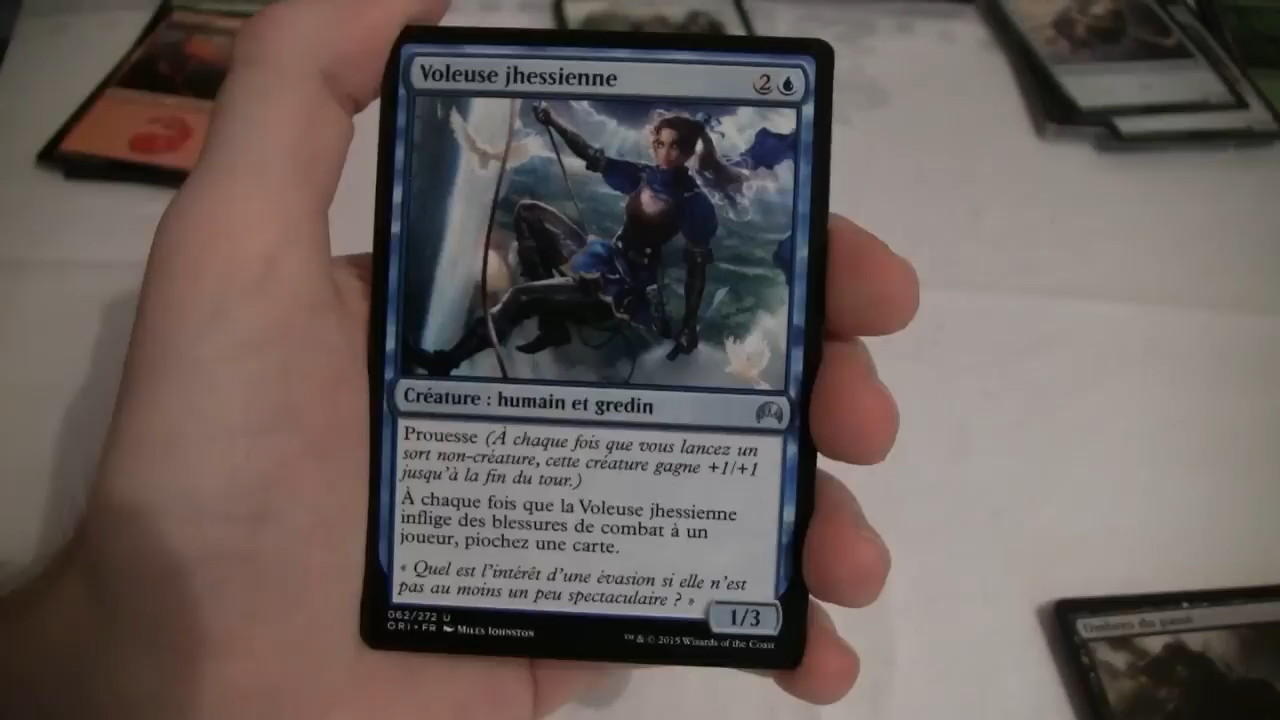 Voleuse jhessienne
2
Créature : humain et gredin
Prouesse (À chaque fois que vous lancez un
sort non-créature, cette créature gagne +1/+1
jusqu'à la fin du tour.)
À chaque fois que la Voleuse jhessienne
inflige des blessures de combat à un
joueur, piochez une carte.
« Quel est l'intérêt d'une évasion si elle n'est
pas au moins un peu spectaculaire ? »
1/3
062/272 U
ORI • FR Miles Johnston
™ & © 2015 Wizards of the Coast
Ombres du passé